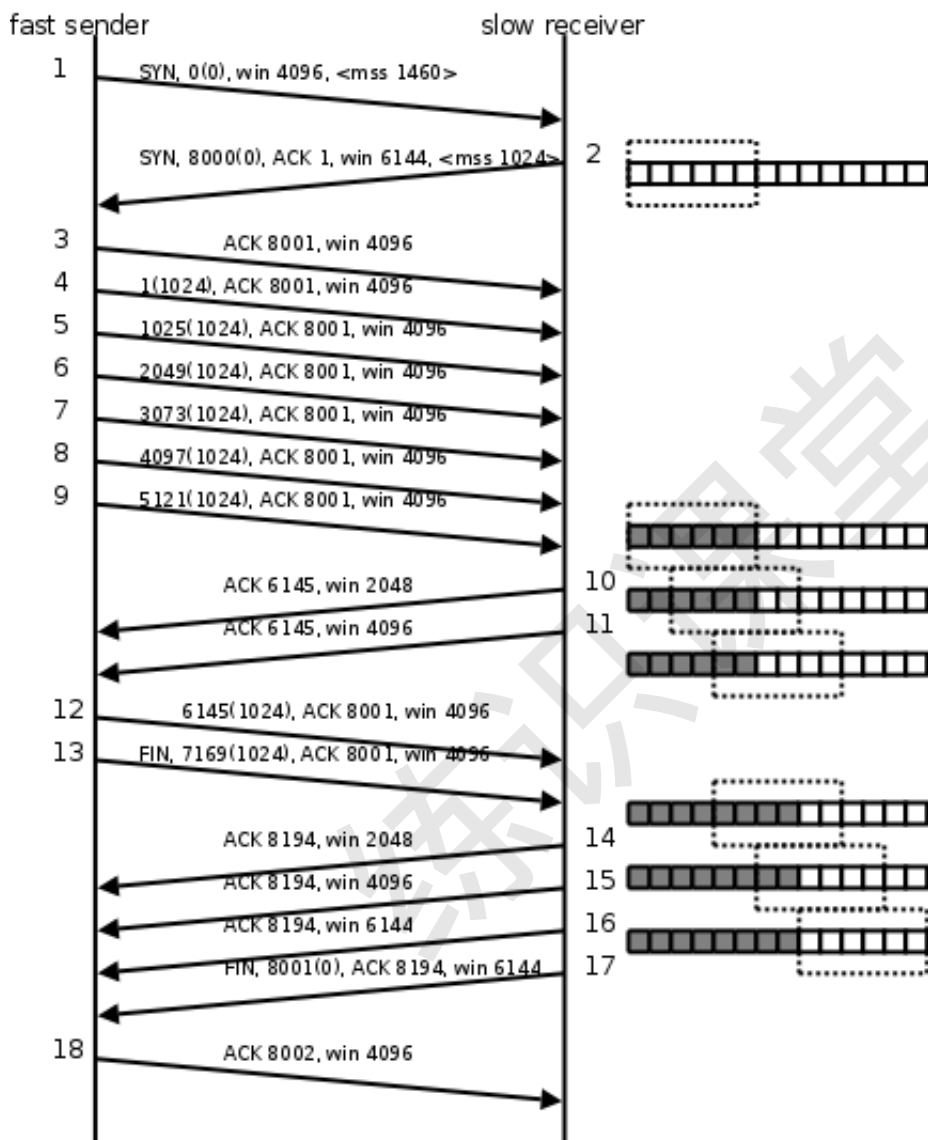 fast sender
slow receiver
1
SYN, 0(0), win 4096, <mss 1460>
SYN, 8000(0), ACK 1, win 6144, <mss 1024>
2
3
ACK 8001, win 4096
4
1(1024), ACK 8001, win 4096
5
1025(1024), ACK 8001, win 4096
6
2049(1024), ACK 8001, win 4096
7
3073(1024), ACK 8001, win 4096
8
4097(1024), ACK 8001, win 4096
9
5121(1024), ACK 8001, win 4096
ACK 6145, win 2048
10
ACK 6145, win 4096
11
12
6145(1024), ACK 8001, win 4096
13
FIN, 7169(1024), ACK 8001, win 4096
ACK 8194, win 2048
14
ACK 8194, win 4096
15
ACK 8194, win 6144
16
FIN, 8001(0), ACK 8194, win 6144
17
18
ACK 8002, win 4096
练识课堂